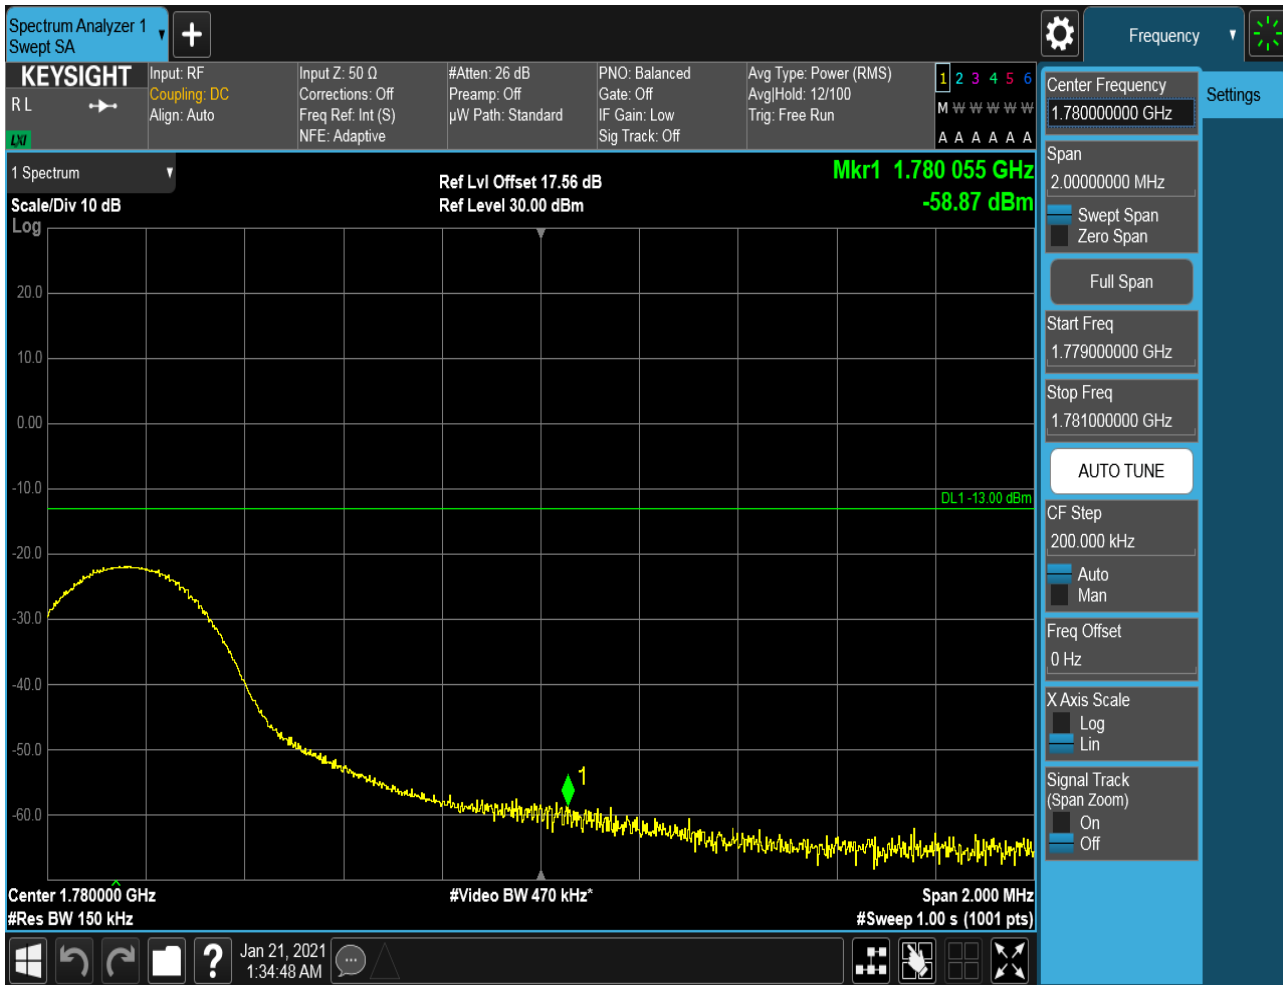 Spectrum Analyzer 1
Swept SA
Frequency
KEYSIGHT
R L
LXI
Input: RF
Coupling: DC
Align: Auto
Input Z: 50 Ω
Corrections: Off
Freq Ref: Int (S)
NFE: Adaptive
#Atten: 26 dB
Preamp: Off
µW Path: Standard
PNO: Balanced
Gate: Off
IF Gain: Low
Sig Track: Off
Avg Type: Power (RMS)
Avg|Hold: 12/100
Trig: Free Run
1 2 3 4 5 6
M W W W W W
A A A A A A
1 Spectrum
Scale/Div 10 dB
Log
Ref Lvl Offset 17.56 dB
Ref Level 30.00 dBm
Mkr1 1.780 055 GHz
-58.87 dBm
20.0
10.0
0.00
-10.0
DL1 -13.00 dBm
-20.0
-30.0
-40.0
-50.0
1
-60.0
Center 1.780000 GHz
#Res BW 150 kHz
#Video BW 470 kHz*
Span 2.000 MHz
#Sweep 1.00 s (1001 pts)
?
Jan 21, 2021
1:34:48 AM
Center Frequency
1.780000000 GHz
Settings
Span
2.00000000 MHz
Swept Span
Zero Span
Full Span
Start Freq
1.779000000 GHz
Stop Freq
1.781000000 GHz
AUTO TUNE
CF Step
200.000 kHz
Auto
Man
Freq Offset
0 Hz
X Axis Scale
Log
Lin
Signal Track
(Span Zoom)
On
Off